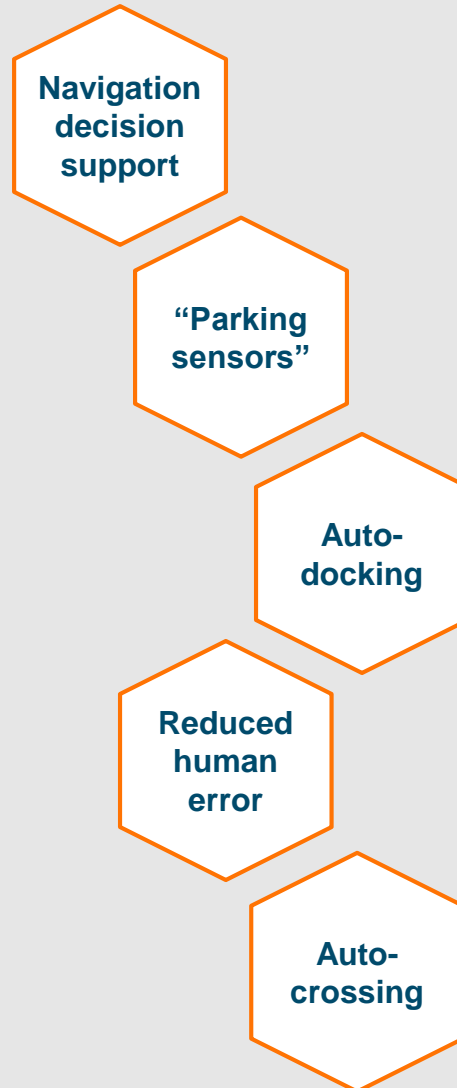 Navigation
decision
support
“Parking
sensors”
Auto-
docking
Reduced
human
error
Auto-
crossing